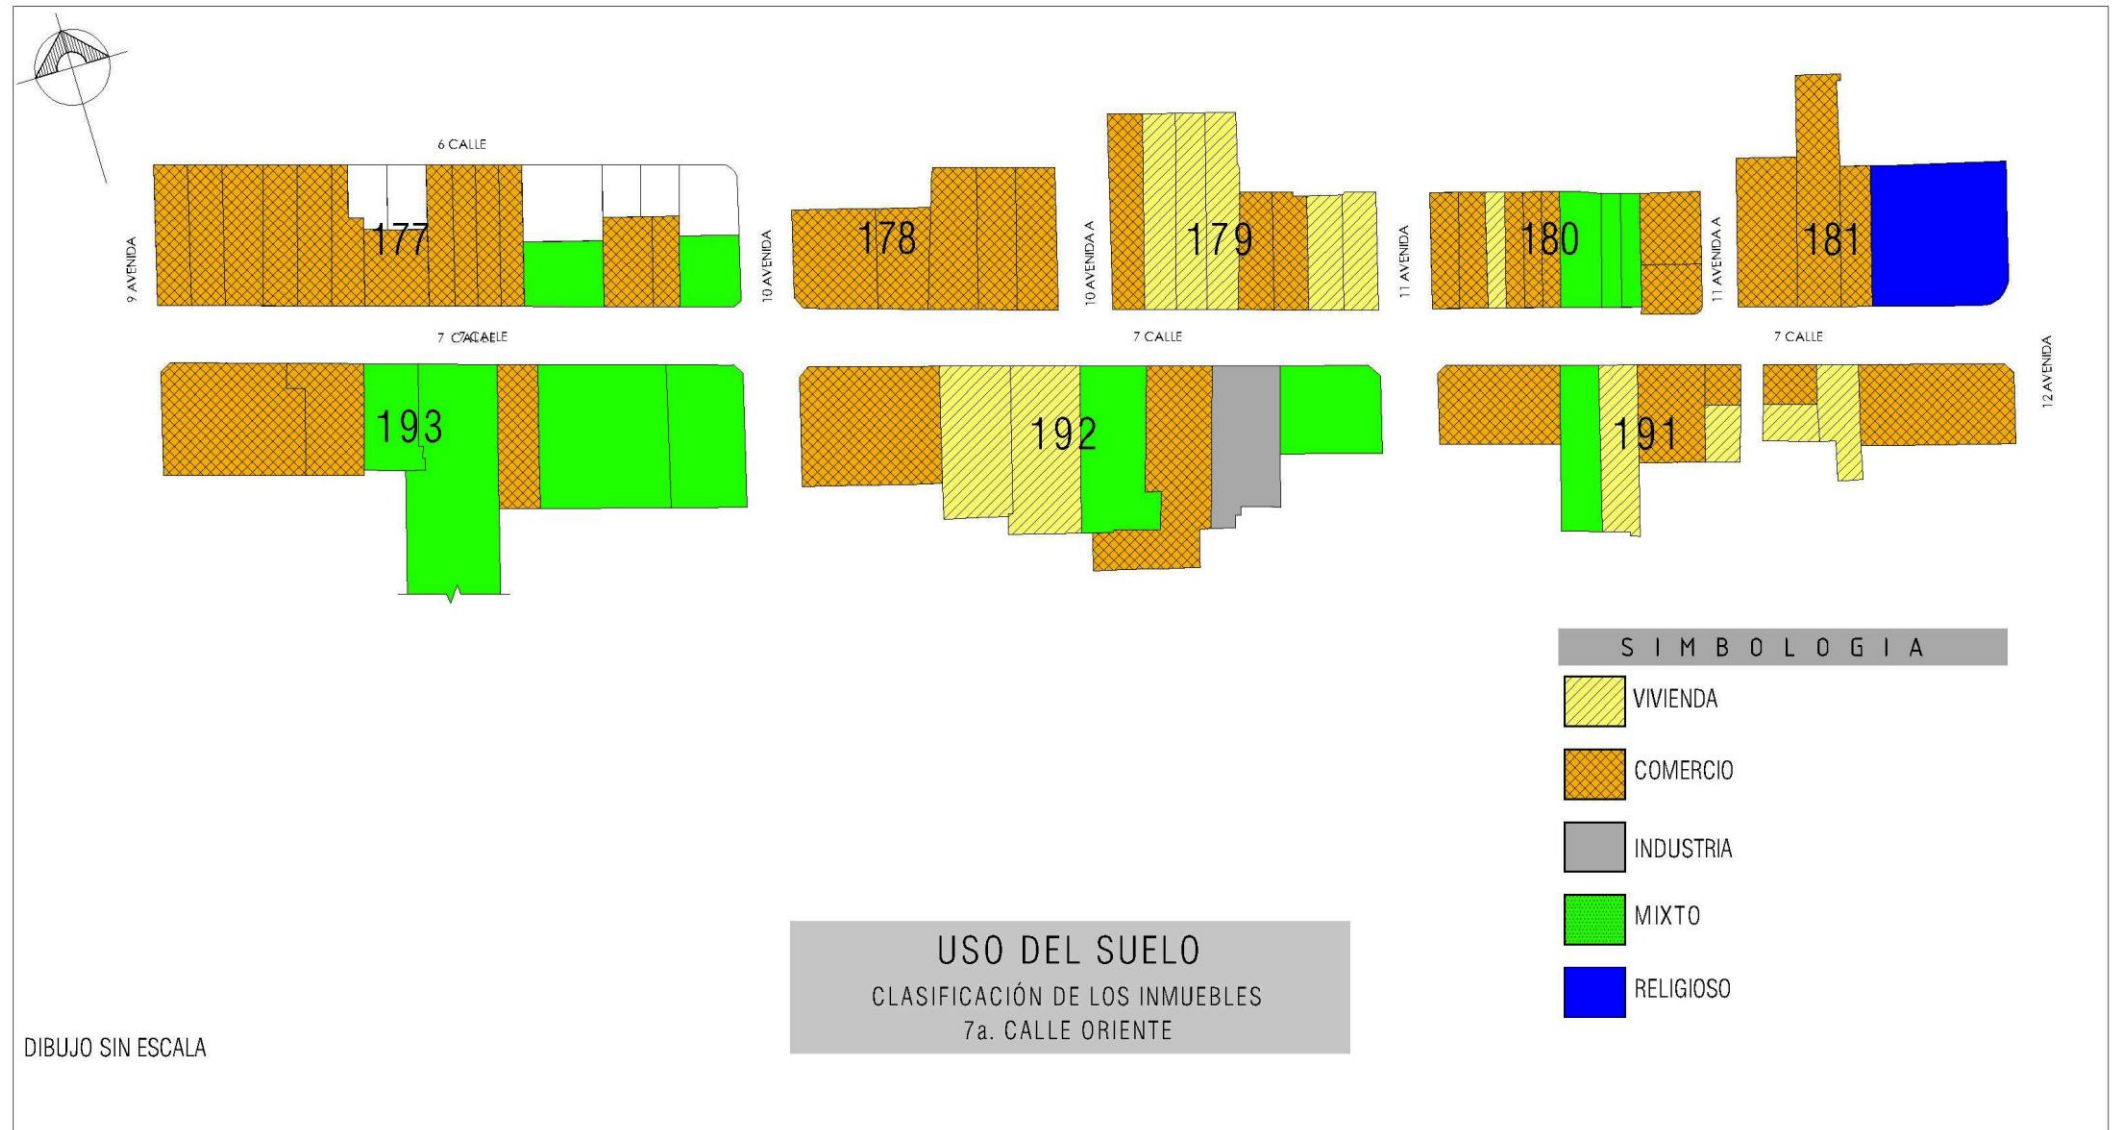 6 CALLE
9 AVENIDA
177
10 AVENIDA
178
10 AVENIDA A
179
11 AVENIDA
180
11 AVENIDA A
181
7 CALLE
7 CALLE
7 CALLE
7 CALLE
12 AVENIDA
193
192
191
SIMBOLOGIA
VIVIENDA
COMERCIO
INDUSTRIA
MIXTO
RELIGIOSO
USO DEL SUELO
CLASIFICACIÓN DE LOS INMUEBLES
7a. CALLE ORIENTE
DIBUJO SIN ESCALA